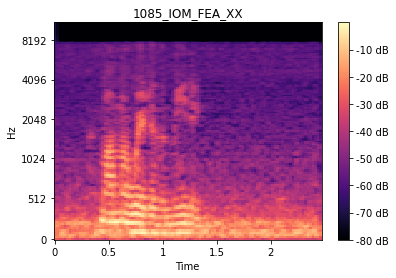 1085_IOM_FEA_XX
8192
4096
2048
1024
512
0
Hz
0
0.5
1
1.5
2
Time
-10 dB
-20 dB
-30 dB
-40 dB
-50 dB
-60 dB
-70 dB
-80 dB